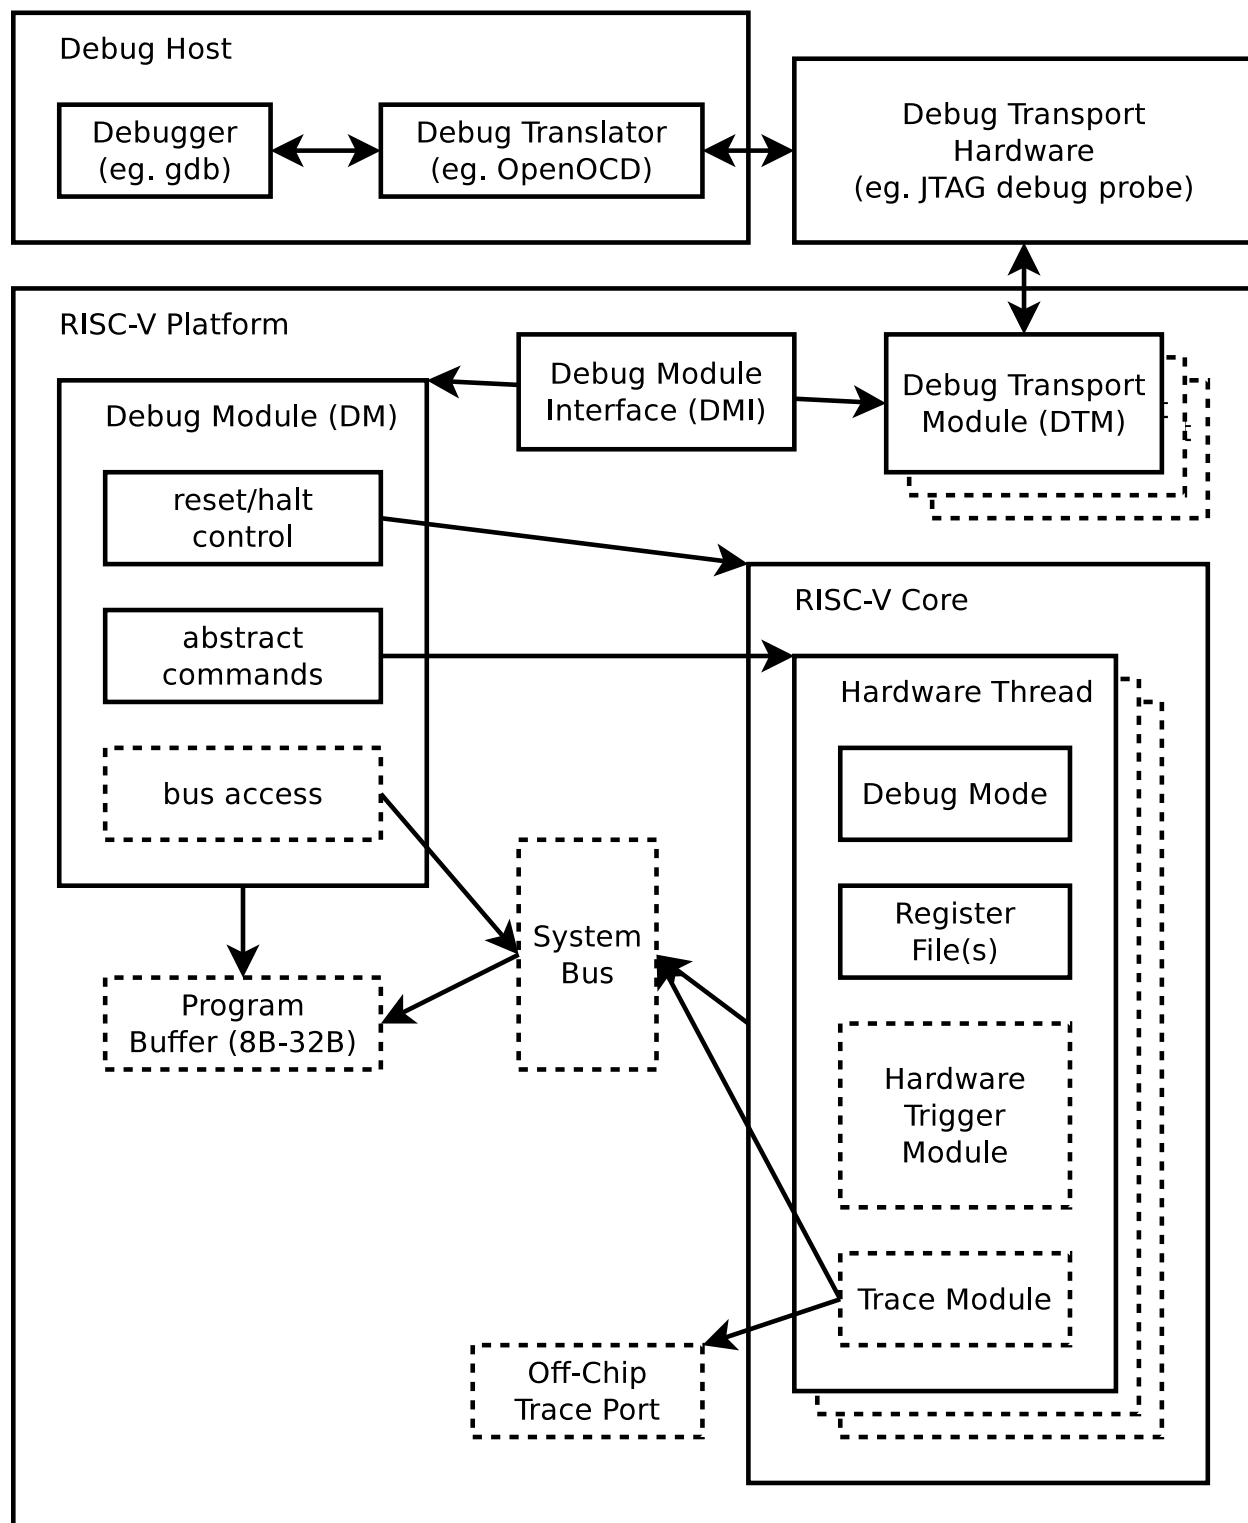 Debug Host
Debugger
(eg. gdb)
Debug Translator
(eg. OpenOCD)
Debug Transport
Hardware
(eg. JTAG debug probe)
RISC-V Platform
Debug Module
Interface (DMI)
Debug Transport
Module (DTM)
Debug Module (DM)
reset/halt
control
abstract
commands
bus access
RISC-V Core
Hardware Thread
Debug Mode
Register
File(s)
Hardware
Trigger
Module
Trace Module
System
Bus
Program
Buffer (8B-32B)
Off-Chip
Trace Port